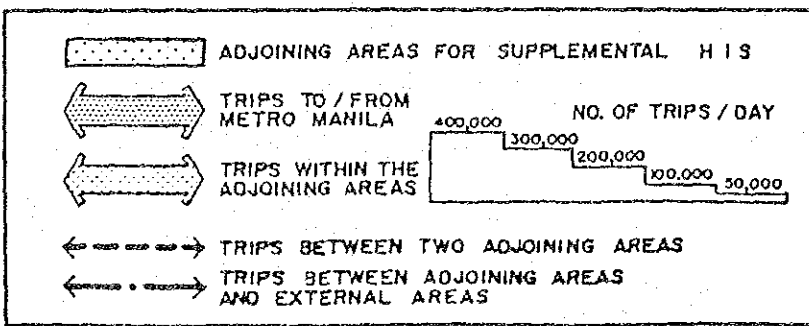 ADJOINING AREAS FOR SUPPLEMENTAL HIS
TRIPS TO / FROM
METRO MANILA
NO. OF TRIPS / DAY
400,000
300,000
200,000
100,000
50,000
TRIPS WITHIN THE
ADJOINING AREAS
TRIPS BETWEEN TWO ADJOINING AREAS
TRIPS BETWEEN ADJOINING AREAS
AND EXTERNAL AREAS